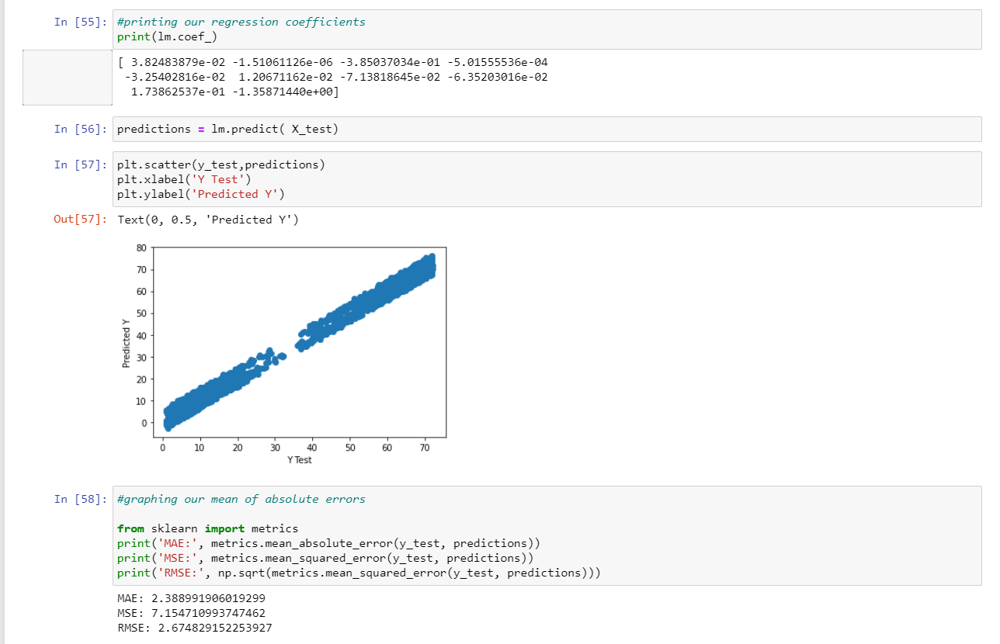 In [55]: #printing our regression coefficients
print(lm.coef_)
[ 3.82483879e-02 -1.51061126e-06 -3.85037034e-01 -5.01555536e-04
-3.25402816e-02 1.20671162e-02 -7.13818645e-02 -6.35203016e-02
1.73862537e-01 -1.35871440e+00]
In [56]: predictions = lm.predict( X_test)
In [57]: plt.scatter(y_test,predictions)
plt.xlabel('Y Test')
plt.ylabel('Predicted Y')
Out[57]: Text(0, 0.5, 'Predicted Y')
80
70
60
50
40
30
20
10
0
Predicted Y
0 10 20 30 40 50 60 70
Y Test
In [58]: #graphing our mean of absolute errors
from sklearn import metrics
print('MAE:', metrics.mean_absolute_error(y_test, predictions))
print('MSE:', metrics.mean_squared_error(y_test, predictions))
print('RMSE:', np.sqrt(metrics.mean_squared_error(y_test, predictions)))
MAE: 2.388991906019299
MSE: 7.154710993747462
RMSE: 2.674829152253927